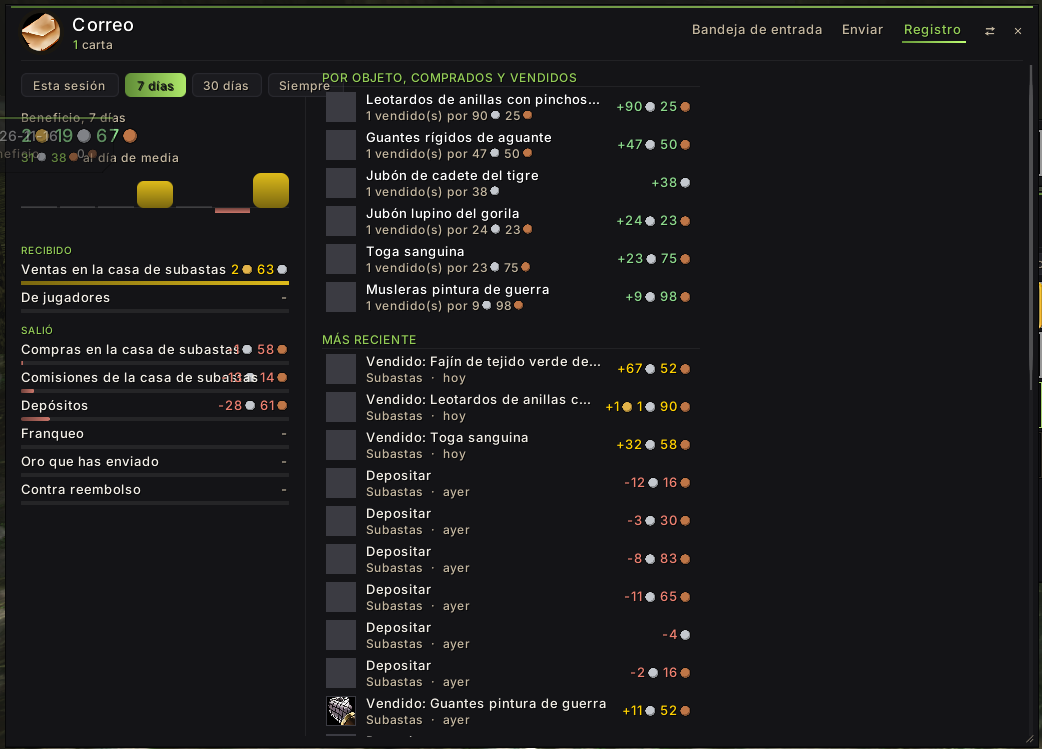 Correo
1 carta
Bandeja de entrada
Enviar
Registro
Esta sesión
7 días
30 días
Siempre
Beneficio, 7 días
2 19 67
31 38 al día de media
RECIBIDO
Ventas en la casa de subastas 2 63
De jugadores -
SALIÓ
Compras en la casa de subastas -1 58
Comisiones de la casa de subastas -13 14
Depósitos -28 61
Franqueo -
Oro que has enviado -
Contra reembolso -
POR OBJETO, COMPRADOS Y VENDIDOS
Leotardos de anillas con pinchos... +90 25
1 vendido(s) por 90 25
Guantes rígidos de aguante +47 50
1 vendido(s) por 47 50
Jubón de cadete del tigre +38
1 vendido(s) por 38
Jubón lupino del gorila +24 23
1 vendido(s) por 24 23
Toga sanguina +23 75
1 vendido(s) por 23 75
Musleras pintura de guerra +9 98
1 vendido(s) por 9 98
MÁS RECIENTE
Vendido: Fajín de tejido verde de... +67 52
Subastas · hoy
Vendido: Leotardos de anillas c... +1 1 90
Subastas · hoy
Vendido: Toga sanguina +32 58
Subastas · hoy
Depositar -12 16
Subastas · ayer
Depositar -3 30
Subastas · ayer
Depositar -8 83
Subastas · ayer
Depositar -11 65
Subastas · ayer
Depositar -4
Subastas · ayer
Depositar -2 16
Subastas · ayer
Vendido: Guantes pintura de guerra +11 52
Subastas · ayer